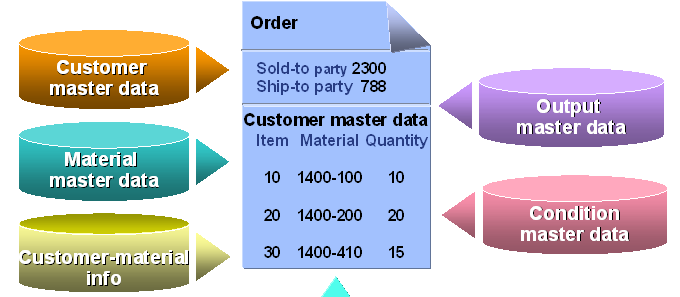 Order
Sold-to party 2300
Ship-to party 788
Customer master data
Item Material Quantity
10 1400-100 10
20 1400-200 20
30 1400-410 15
Customer
master data
Material
master data
Customer-material
info
Output
master data
Condition
master data